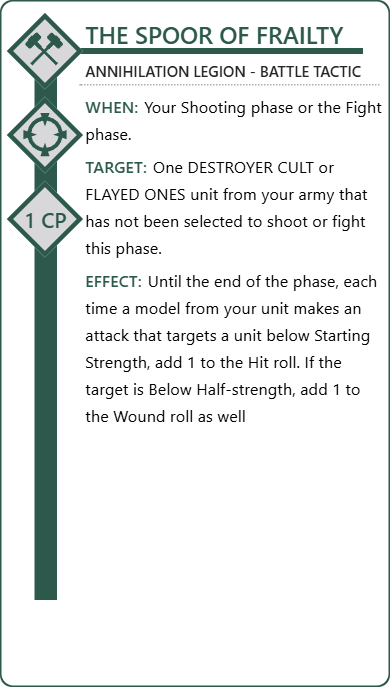 THE SPOOR OF FRAILTY
ANNIHILATION LEGION - BATTLE TACTIC
WHEN: Your Shooting phase or the Fight
phase.
TARGET: One DESTROYER CULT or
FLAYED ONES unit from your army that
has not been selected to shoot or fight
this phase.
1 CP
EFFECT: Until the end of the phase, each
time a model from your unit makes an
attack that targets a unit below Starting
Strength, add 1 to the Hit roll. If the
target is Below Half-strength, add 1 to
the Wound roll as well